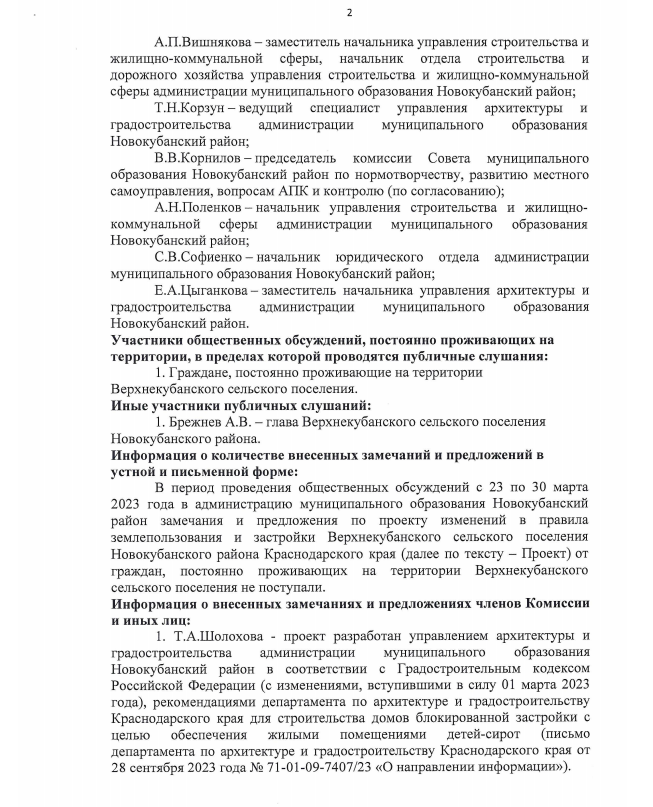 2
А.П.Вишнякова – заместитель начальника управления строительства и
жилищно-коммунальной сферы, начальник отдела строительства и
дорожного хозяйства управления строительства и жилищно-коммунальной
сферы администрации муниципального образования Новокубанский район;
Т.Н.Корзун – ведущий специалист управления архитектуры и
градостроительства администрации муниципального образования
Новокубанский район;
В.В.Корнилов – председатель комиссии Совета муниципального
образования Новокубанский район по нормотворчеству, развитию местного
самоуправления, вопросам АПК и контролю (по согласованию);
А.Н.Поленков – начальник управления строительства и жилищно-
коммунальной сферы администрации муниципального образования
Новокубанский район;
С.В.Софиенко – начальник юридического отдела администрации
муниципального образования Новокубанский район;
Е.А.Цыганкова – заместитель начальника управления архитектуры и
градостроительства администрации муниципального образования
Новокубанский район.
Участники общественных обсуждений, постоянно проживающих на
территории, в пределах которой проводятся публичные слушания:
1. Граждане, постоянно проживающие на территории
Верхнекубанского сельского поселения.
Иные участники публичных слушаний:
1. Брежнев А.В. – глава Верхнекубанского сельского поселения
Новокубанского района.
Информация о количестве внесенных замечаний и предложений в
устной и письменной форме:
В период проведения общественных обсуждений с 23 по 30 марта
2023 года в администрацию муниципального образования Новокубанский
район замечания и предложения по проекту изменений в правила
землепользования и застройки Верхнекубанского сельского поселения
Новокубанского района Краснодарского края (далее по тексту – Проект) от
граждан, постоянно проживающих на территории Верхнекубанского
сельского поселения не поступали.
Информация о внесенных замечаниях и предложениях членов Комиссии
и иных лиц:
1. Т.А.Шолохова - проект разработан управлением архитектуры и
градостроительства администрации муниципального образования
Новокубанский район в соответствии с Градостроительным кодексом
Российской Федерации (с изменениями, вступившими в силу 01 марта 2023
года), рекомендациями департамента по архитектуре и градостроительству
Краснодарского края для строительства домов блокированной застройки с
целью обеспечения жилыми помещениями детей-сирот (письмо
департамента по архитектуре и градостроительству Краснодарского края от
28 сентября 2023 года № 71-01-09-7407/23 «О направлении информации»).